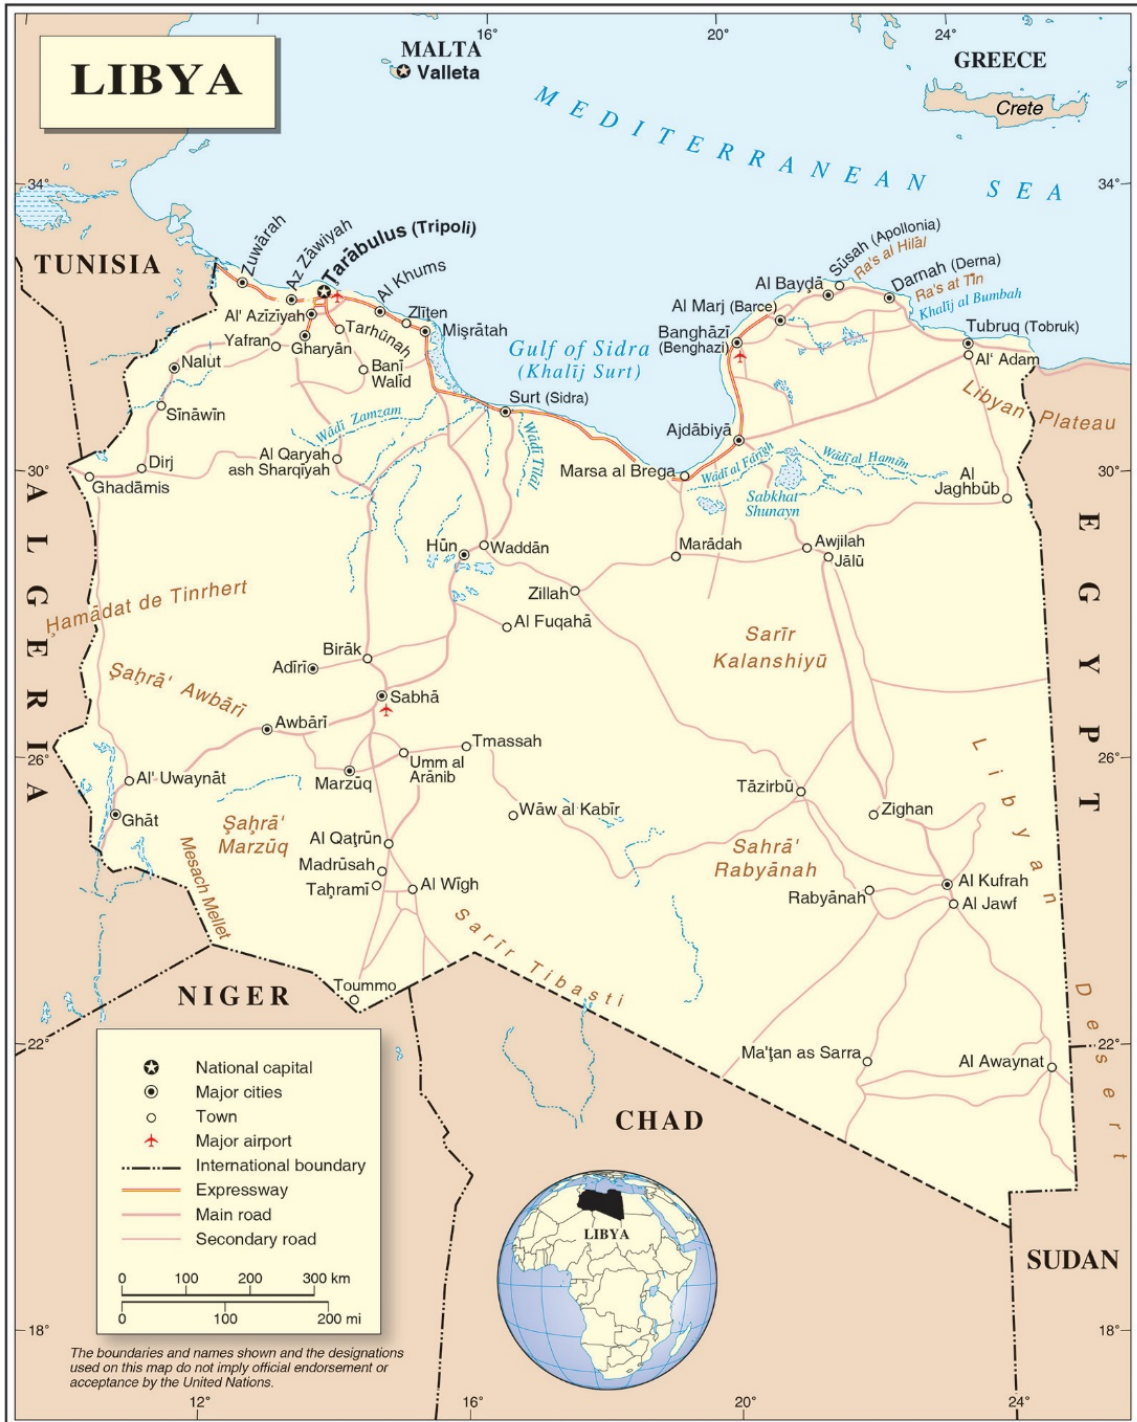 16°
20°
24°
LIBYA
MALTA
Valleta
GREECE
Crete
MEDITERRANEAN SEA
34°
34°
TUNISIA
Zuwārah
Az Zāwiyah
Tarābulus (Tripoli)
Al Khums
Zlīten
Mişrātah
Al' Azīzīyah
Tarhūnah
Yafran
Gharyān
Nalut
Banī
Walīd
Sīnāwīn
Gulf of Sidra
(Khalīj Surt)
Surt (Sidra)
Sūsah (Apollonia)
Ra's al Hilāl
Al Bayḑā
Darnah (Derna)
Ra's at Tīn
Khalīj al Bumbah
Al Marj (Barce)
Banghāzī
(Benghazi)
Tubruq (Tobruk)
Al‘ Adam
Libyan Plateau
Ajdābiyā
Wādī Zamzam
Wādī Tilāl
Al Qaryah
ash Sharqīyah
Dirj
Ghadāmis
30°
30°
Marsa al Brega
Wādī al Fārigh
Wādī al Hamīm
Sabkhat
Shunayn
Al
Jaghbūb
Hūn
Waddān
Marādah
Awjilah
Jālū
Zillah
Al Fuqahā
ALGERIA
EGYPT
Ḩamādat de Tinrhert
Sarīr
Kalanshiyū
Birāk
Adīrī
Şaḩrā' Awbārī
Sabhā
Awbārī
Tmassah
Umm al
Arānib
Marzūq
26°
26°
Al' Uwaynāt
Ghāt
Wāw al Kabīr
Tāzirbū
Zighan
Şaḩrā'
Marzūq
Al Qaţrūn
Madrūsah
Taḩramī
Al Wīgh
Sahrā'
Rabyānah
Rabyānah
Al Kufrah
Al Jawf
Libyan Desert
Mesach Mellet
Sarīr Tibasti
NIGER
Toummo
22°
22°
Ma'ţan as Sarra
Al Awaynat
CHAD
SUDAN
National capital
Major cities
Town
Major airport
International boundary
Expressway
Main road
Secondary road
0 100 200 300 km
0 100 200 mi
LIBYA
18°
18°
The boundaries and names shown and the designations
used on this map do not imply official endorsement or
acceptance by the United Nations.
12°
16°
20°
24°